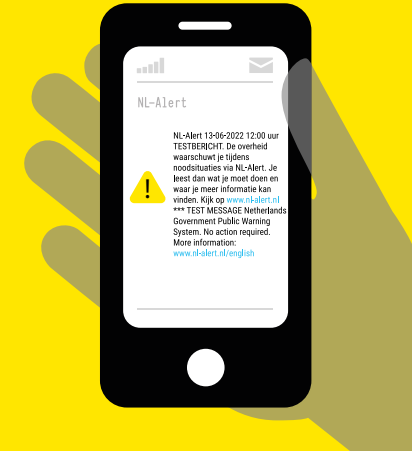 NL-Alert
NL-Alert 13-06-2022 12:00 uur
TESTBERICHT. De overheid
waarschuwt je tijdens
noodsituaties via NL-Alert. Je
leest dan wat je moet doen en
waar je meer informatie kan
vinden. Kijk op www.nl-alert.nl
*** TEST MESSAGE Netherlands
Government Public Warning
System. No action required.
More information:
www.nl-alert.nl/english